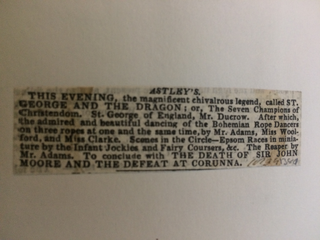 ASTLEY'S.
THIS EVENING, the magnificent chivalrous legend, called ST.
GEORGE AND THE DRAGON; or, The Seven Champions of
Christendom. St. George of England, Mr. Ducrow. After which,
the admired and beautiful dancing of the Bohemian Rope Dancers
on three ropes at one and the same time, by Mr. Adams, Miss Wool-
ford, and Miss Clarke. Scenes in the Circle—Epsom Races in minia-
ture by the Infant Jockies and Fairy Coursers, &c. The Reaper by
Mr. Adams. To conclude with THE DEATH OF SIR JOHN
MOORE AND THE DEFEAT AT CORUNNA.